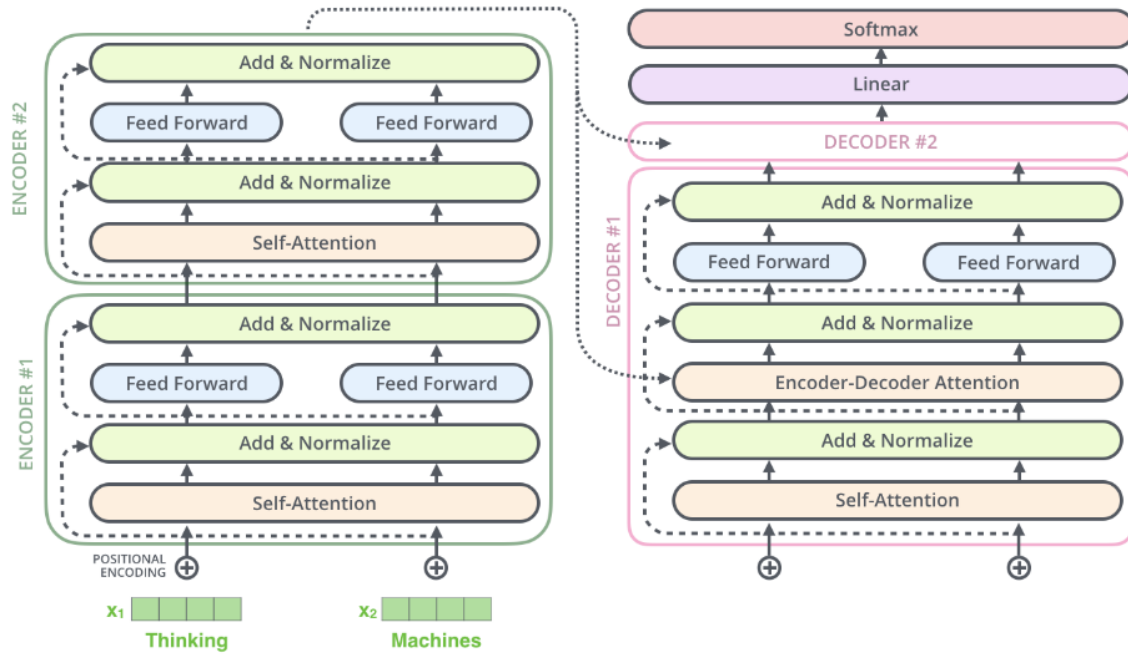 ENCODER #2
Add & Normalize
Feed Forward
Feed Forward
Add & Normalize
Self-Attention
ENCODER #1
Add & Normalize
Feed Forward
Feed Forward
Add & Normalize
Self-Attention
POSITIONAL
ENCODING
x1
x2
Thinking
Machines
Softmax
Linear
DECODER #2
DECODER #1
Add & Normalize
Feed Forward
Feed Forward
Add & Normalize
Encoder-Decoder Attention
Add & Normalize
Self-Attention